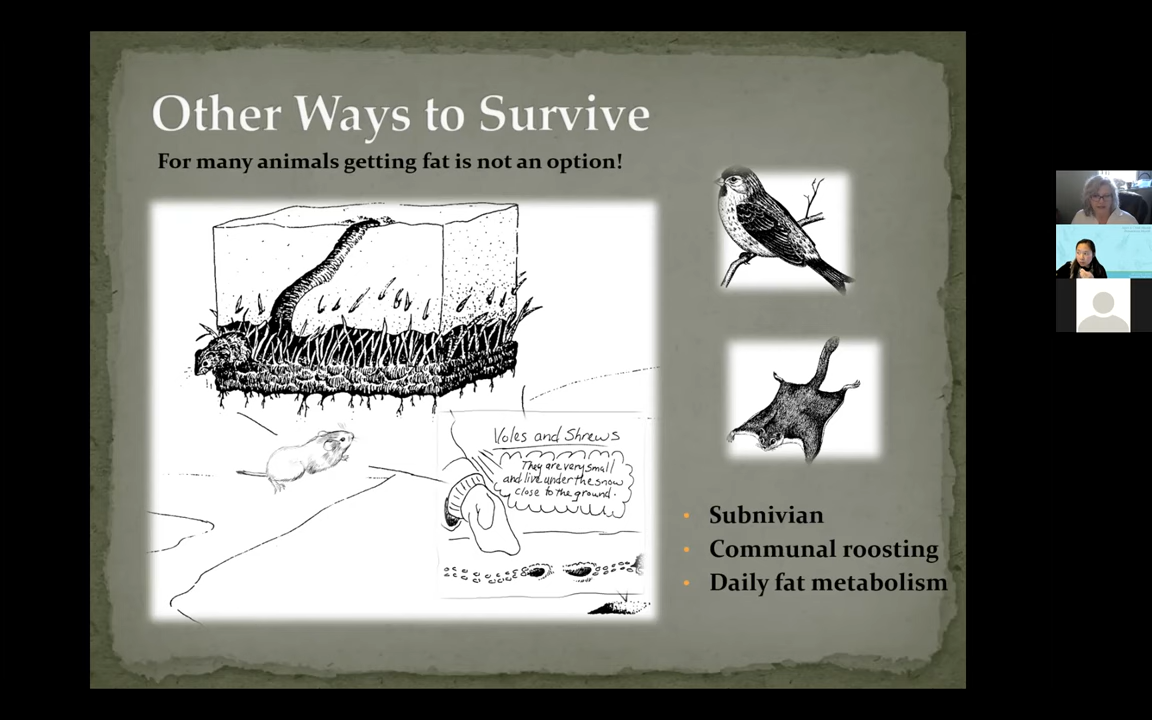 Other Ways to Survive
For many animals getting fat is not an option!
Voles and Shrews
They are very small
and live under the snow
close to the ground.
• Subnivian
• Communal roosting
• Daily fat metabolism